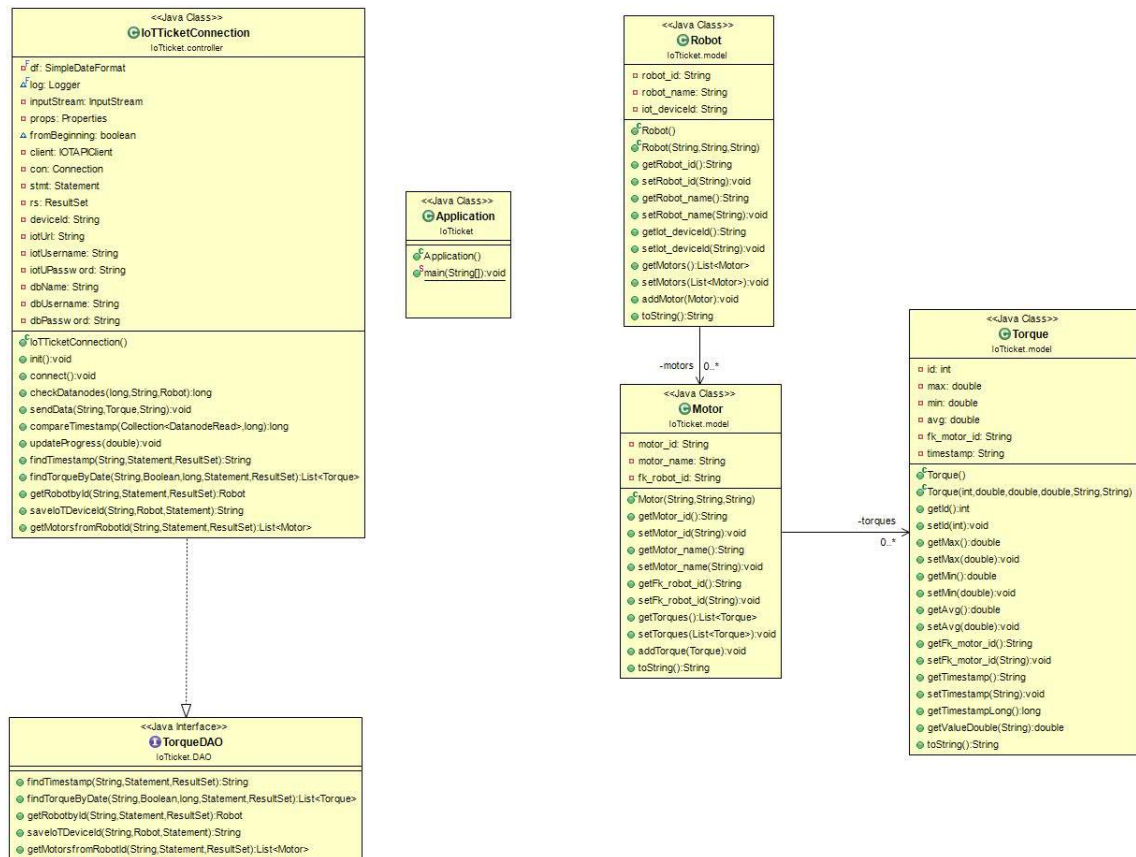 <<Java Class>>
IoTTicketConnection
IoTticket.controller
df: SimpleDateFormat
log: Logger
inputStream: InputStream
props: Properties
fromBeginning: boolean
client: IOTAPIClient
con: Connection
stmt: Statement
rs: ResultSet
deviceId: String
iotUrl: String
iotUsername: String
iotUPassword: String
dbName: String
dbUsername: String
dbPassword: String
IoTTicketConnection()
init():void
connect():void
checkDatanodes(long,String,Robot):long
sendData(String,Torque,String):void
compareTimestamp(Collection<DatanodeRead>,long):long
updateProgress(double):void
findTimestamp(String,Statement,ResultSet):String
findTorqueByDate(String,Boolean,long,Statement,ResultSet):List<Torque>
getRobotbyId(String,Statement,ResultSet):Robot
saveIoTDeviceId(String,Robot,Statement):String
getMotorsfromRobotId(String,Statement,ResultSet):List<Motor>
<<Java Interface>>
TorqueDAO
IoTticket.DAO
findTimestamp(String,Statement,ResultSet):String
findTorqueByDate(String,Boolean,long,Statement,ResultSet):List<Torque>
getRobotbyId(String,Statement,ResultSet):Robot
saveIoTDeviceId(String,Robot,Statement):String
getMotorsfromRobotId(String,Statement,ResultSet):List<Motor>
<<Java Class>>
Application
IoTticket
Application()
main(String[]):void
<<Java Class>>
Robot
IoTticket.model
robot_id: String
robot_name: String
iot_deviceId: String
Robot()
Robot(String,String,String)
getRobot_id():String
setRobot_id(String):void
getRobot_name():String
setRobot_name(String):void
getIot_deviceId():String
setIot_deviceId(String):void
getMotors():List<Motor>
setMotors(List<Motor>):void
addMotor(Motor):void
toString():String
-motors 0..*
<<Java Class>>
Motor
IoTticket.model
motor_id: String
motor_name: String
fk_robot_id: String
Motor(String,String,String)
getMotor_id():String
setMotor_id(String):void
getMotor_name():String
setMotor_name(String):void
getFk_robot_id():String
setFk_robot_id(String):void
getTorques():List<Torque>
setTorques(List<Torque>):void
addTorque(Torque):void
toString():String
-torques
0..*
<<Java Class>>
Torque
IoTticket.model
id: int
max: double
min: double
avg: double
fk_motor_id: String
timestamp: String
Torque()
Torque(int,double,double,double,String,String)
getId():int
setId(int):void
getMax():double
setMax(double):void
getMin():double
setMin(double):void
getAvg():double
setAvg(double):void
getFk_motor_id():String
setFk_motor_id(String):void
getTimestamp():String
setTimestamp(String):void
getTimestampLong():long
getValueDouble(String):double
toString():String